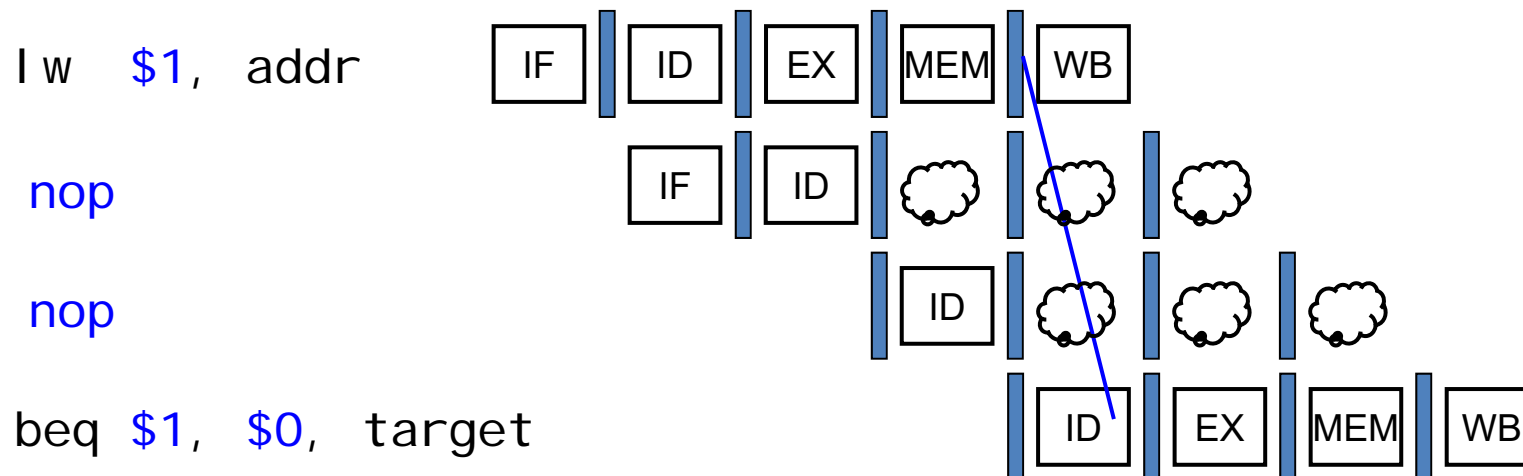 lw $1, addr IF ID EX MEM WB
nop IF ID
nop ID
beq $1, $0, target ID EX MEM WB